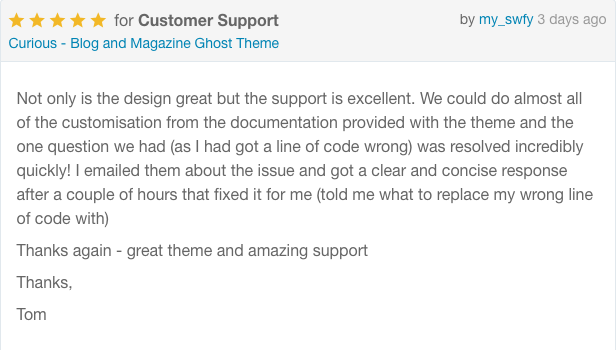 for Customer Support
by my_swfy 3 days ago
Curious - Blog and Magazine Ghost Theme
Not only is the design great but the support is excellent. We could do almost all
of the customisation from the documentation provided with the theme and the
one question we had (as I had got a line of code wrong) was resolved incredibly
quickly! I emailed them about the issue and got a clear and concise response
after a couple of hours that fixed it for me (told me what to replace my wrong line
of code with)
Thanks again - great theme and amazing support
Thanks,
Tom